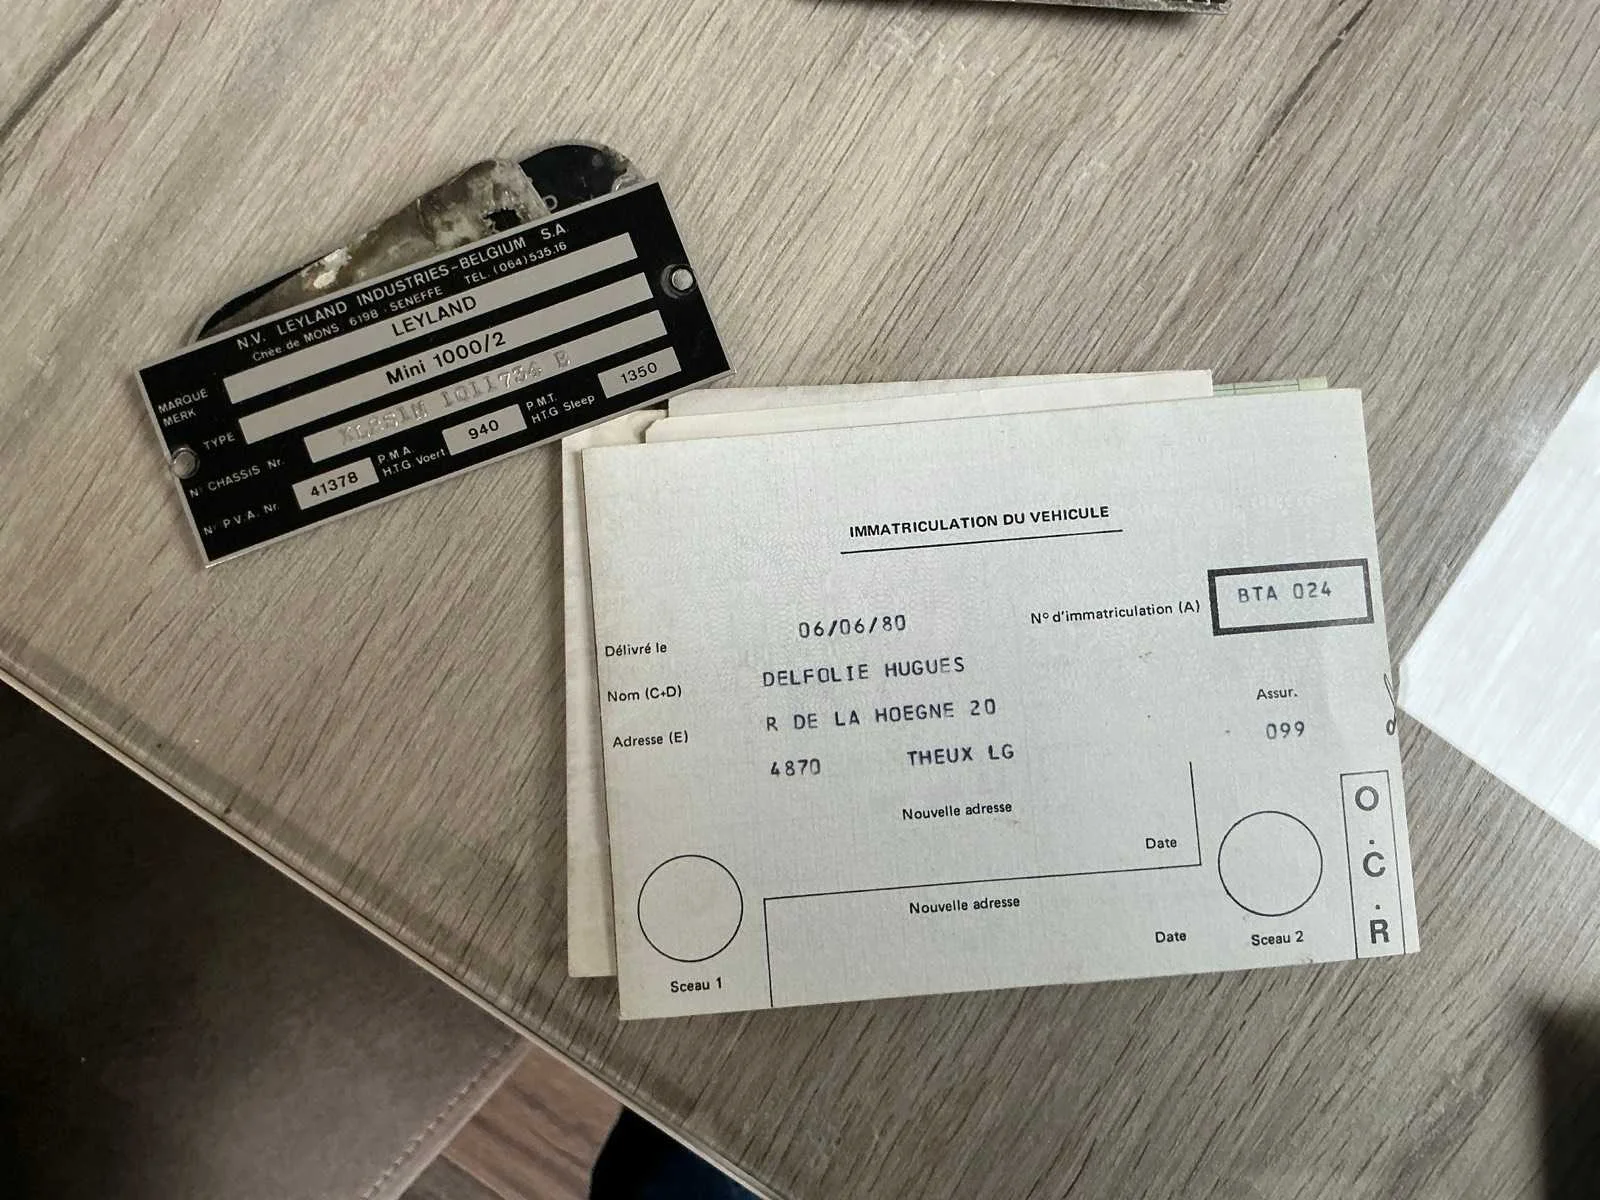 N.V. LEYLAND INDUSTRIES-BELGIUM S.A.
Chée de MONS 6198 - SENEFFE TEL. (064) 535.16
MARQUE
MERK
LEYLAND
TYPE
Mini 1000/2
N° CHASSIS Nr.
1011734 B
N° P.V.A. Nr.
41378
P.M.A.
H.T.G Voert
940
P.M.T.
H.T.G Sleep
1350
IMMATRICULATION DU VEHICULE
N° d'immatriculation (A)
BTA 024
Délivré le
06/06/80
Nom (C+D)
DELFOLIE HUGUES
Adresse (E)
R DE LA HOEGNE 20
4870 THEUX LG
Assur.
099
Nouvelle adresse
Date
Nouvelle adresse
Date
Sceau 1
Sceau 2
O.C.R